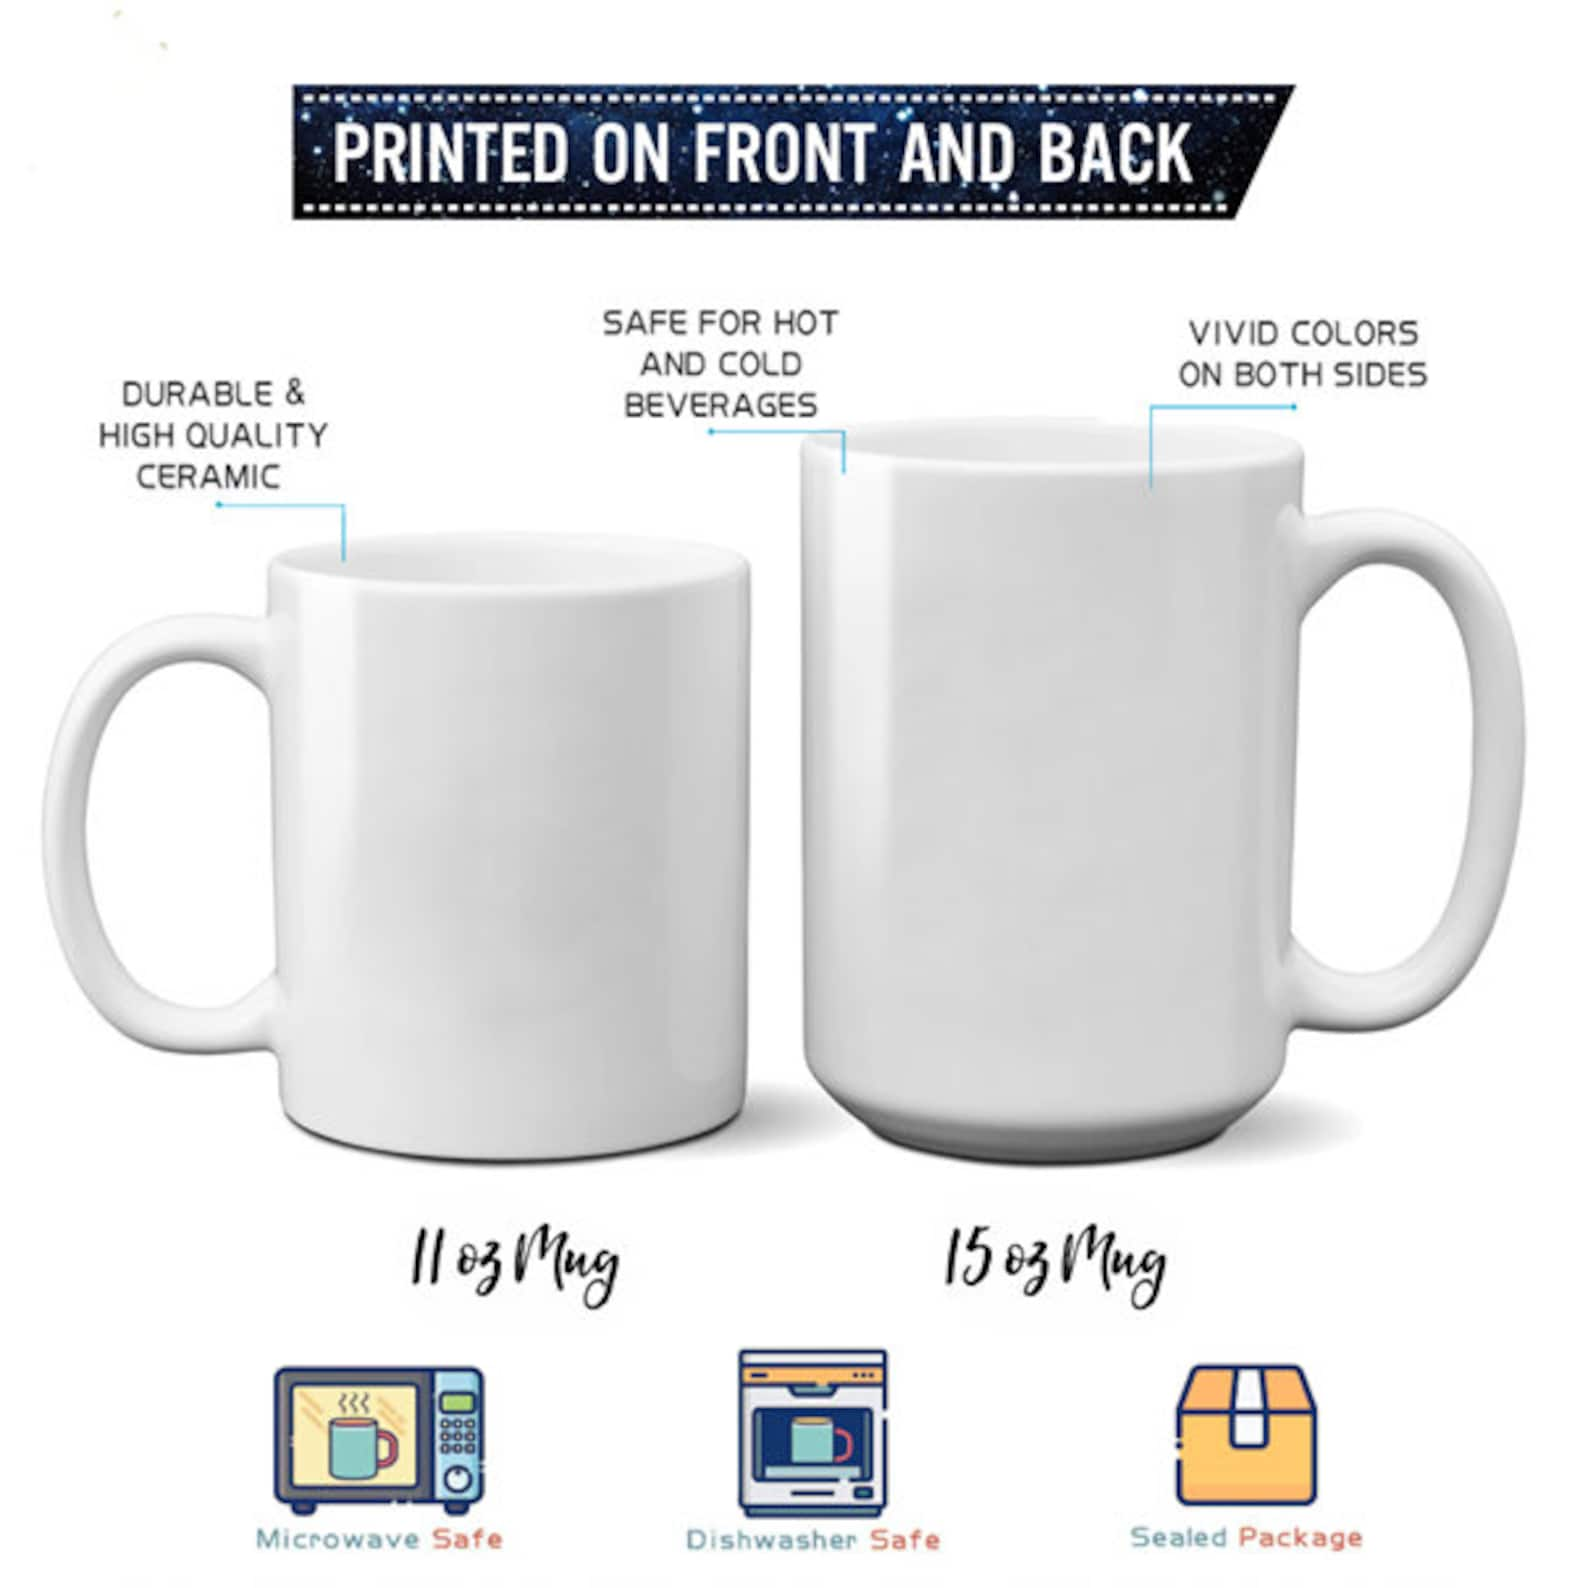 PRINTED ON FRONT AND BACK
DURABLE &
HIGH QUALITY
CERAMIC
SAFE FOR HOT
AND COLD
BEVERAGES
VIVID COLORS
ON BOTH SIDES
11 oz Mug
15 oz Mug
Microwave Safe
Dishwasher Safe
Sealed Package